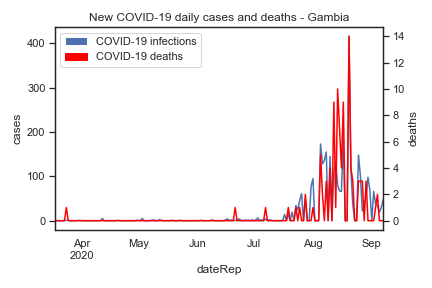 New COVID-19 daily cases and deaths - Gambia
COVID-19 infections
COVID-19 deaths
400
300
200
100
0
cases
14
12
10
8
6
4
2
0
deaths
Apr
2020
May
Jun
Jul
Aug
Sep
dateRep